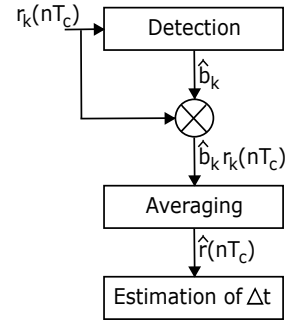 r_k(nT_c)
Detection
b̂_k
b̂_k r_k(nT_c)
Averaging
r̂(nT_c)
Estimation of Δt